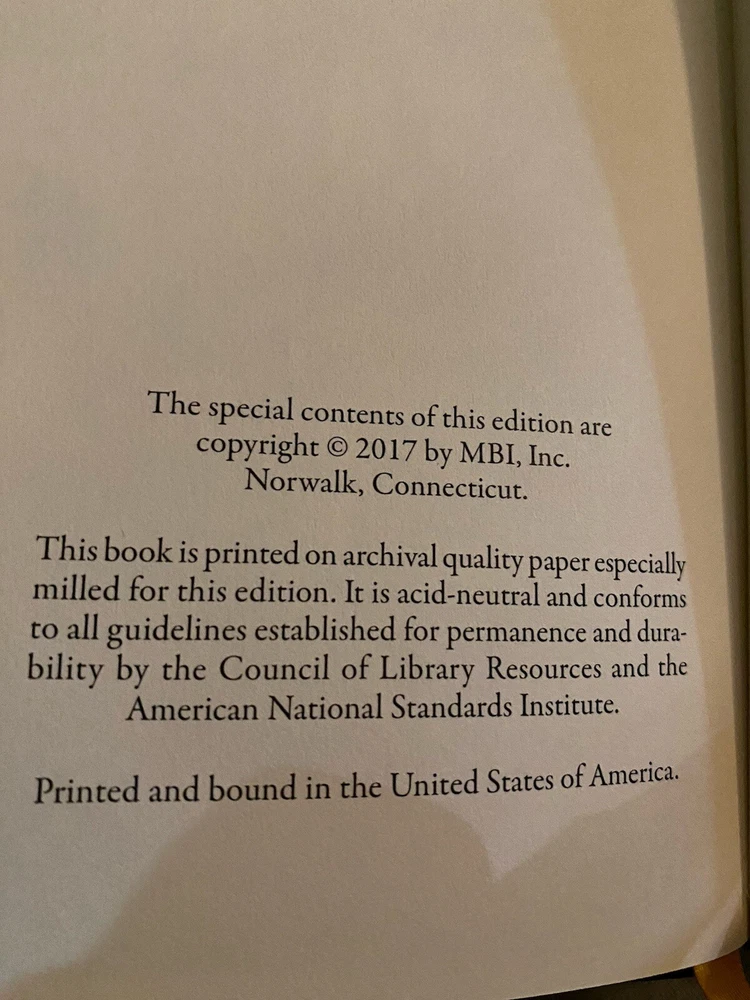 The special contents of this edition are
copyright © 2017 by MBI, Inc.
Norwalk, Connecticut.
This book is printed on archival quality paper especially
milled for this edition. It is acid-neutral and conforms
to all guidelines established for permanence and dura-
bility by the Council of Library Resources and the
American National Standards Institute.
Printed and bound in the United States of America.